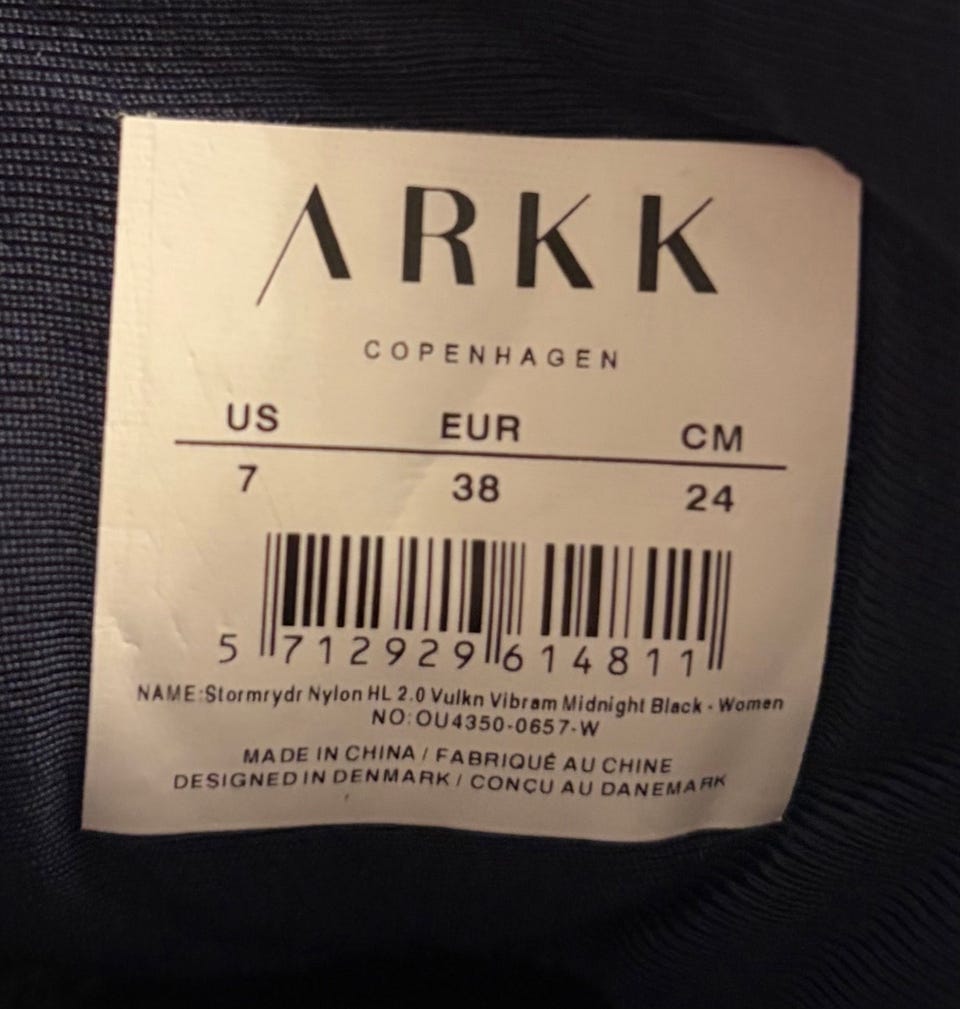 ARKK
COPENHAGEN
US EUR CM
7 38 24
5 712929 614811
NAME:Stormrydr Nylon HL 2.0 Vulkn Vibram Midnight Black - Women
NO:OU4350-0657-W
MADE IN CHINA / FABRIQUÉ AU CHINE
DESIGNED IN DENMARK / CONÇU AU DANEMARK